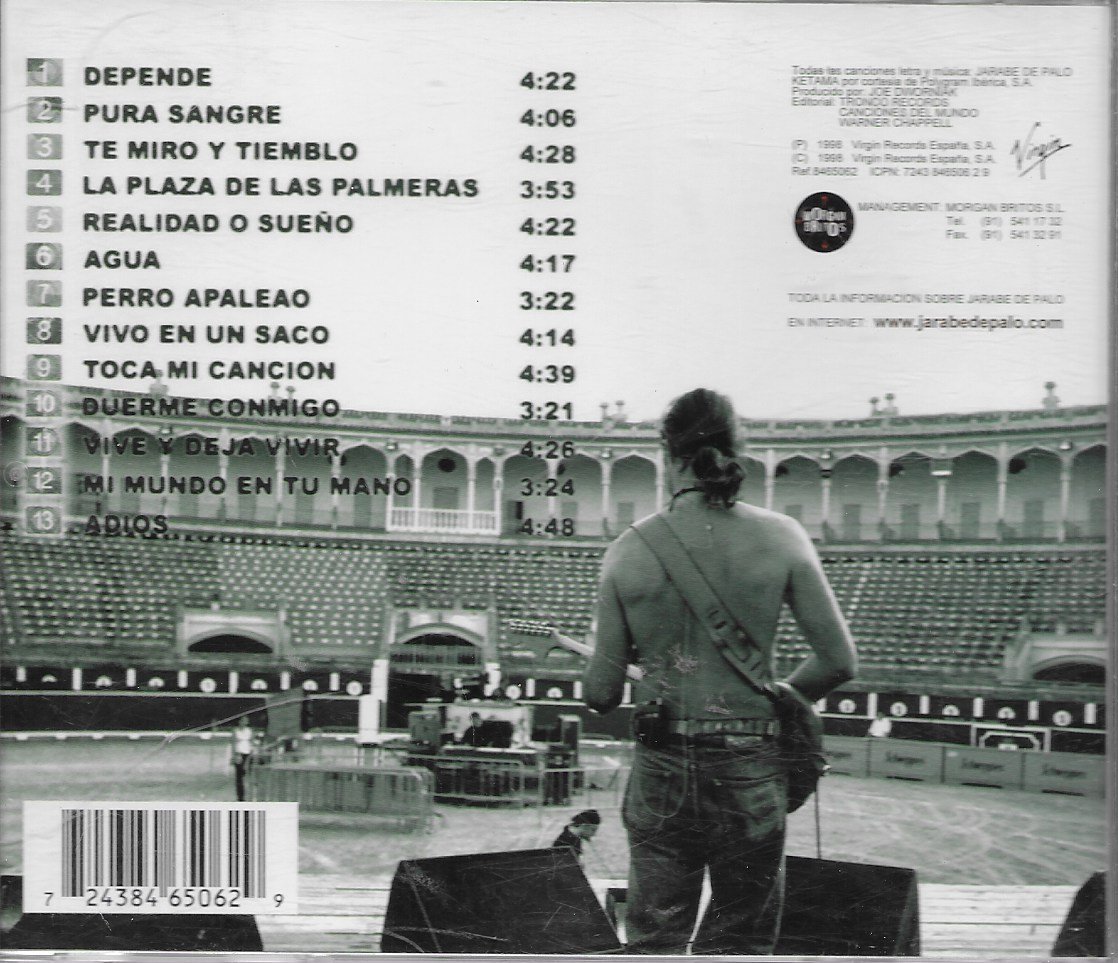 1 DEPENDE 4:22
2 PURA SANGRE 4:06
3 TE MIRO Y TIEMBLO 4:28
4 LA PLAZA DE LAS PALMERAS 3:53
5 REALIDAD O SUEÑO 4:22
6 AGUA 4:17
7 PERRO APALEAO 3:22
8 VIVO EN UN SACO 4:14
9 TOCA MI CANCION 4:39
10 DUERME CONMIGO 3:21
11 VIVE Y DEJA VIVIR 4:26
12 MI MUNDO EN TU MANO 3:24
13 ADIOS 4:48
Todas las canciones letra y música: JARABE DE PALO
KETAMA por cortesía de Polygram Ibérica, S.A.
Producido por: JOE DWORNIAK
Editorial: TRONCO RECORDS
CANCIONES DEL MUNDO
WARNER CHAPPELL
(P) 1998 Virgin Records España, S.A.
(C) 1998 Virgin Records España, S.A.
Ref.8465062 ICPN: 7243 846506 2 9
Virgin
MORGAN
BRITOS
MANAGEMENT: MORGAN BRITOS S.L.
Tel. (91) 541 17 32
Fax. (91) 541 32 91
TODA LA INFORMACION SOBRE JARABE DE PALO
EN INTERNET: www.jarabedepalo.com
7 24384 65062 9